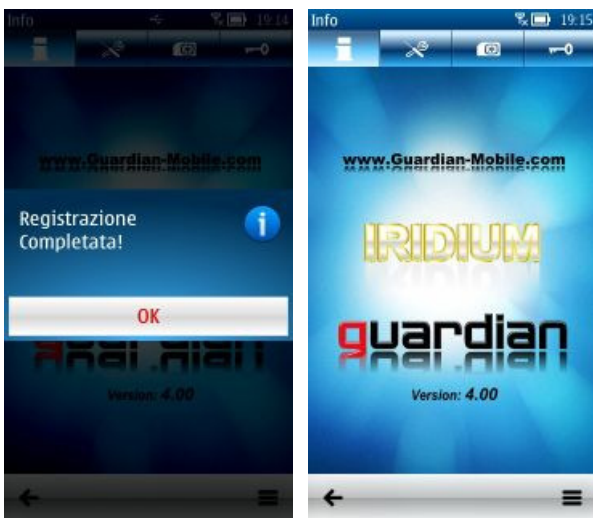 Info
19:14
www.Guardian-Mobile.com
Registrazione
Completata!
OK
guardian
Version: 4.00
Info
19:15
www.Guardian-Mobile.com
IRIDIUM
guardian
Version: 4.00